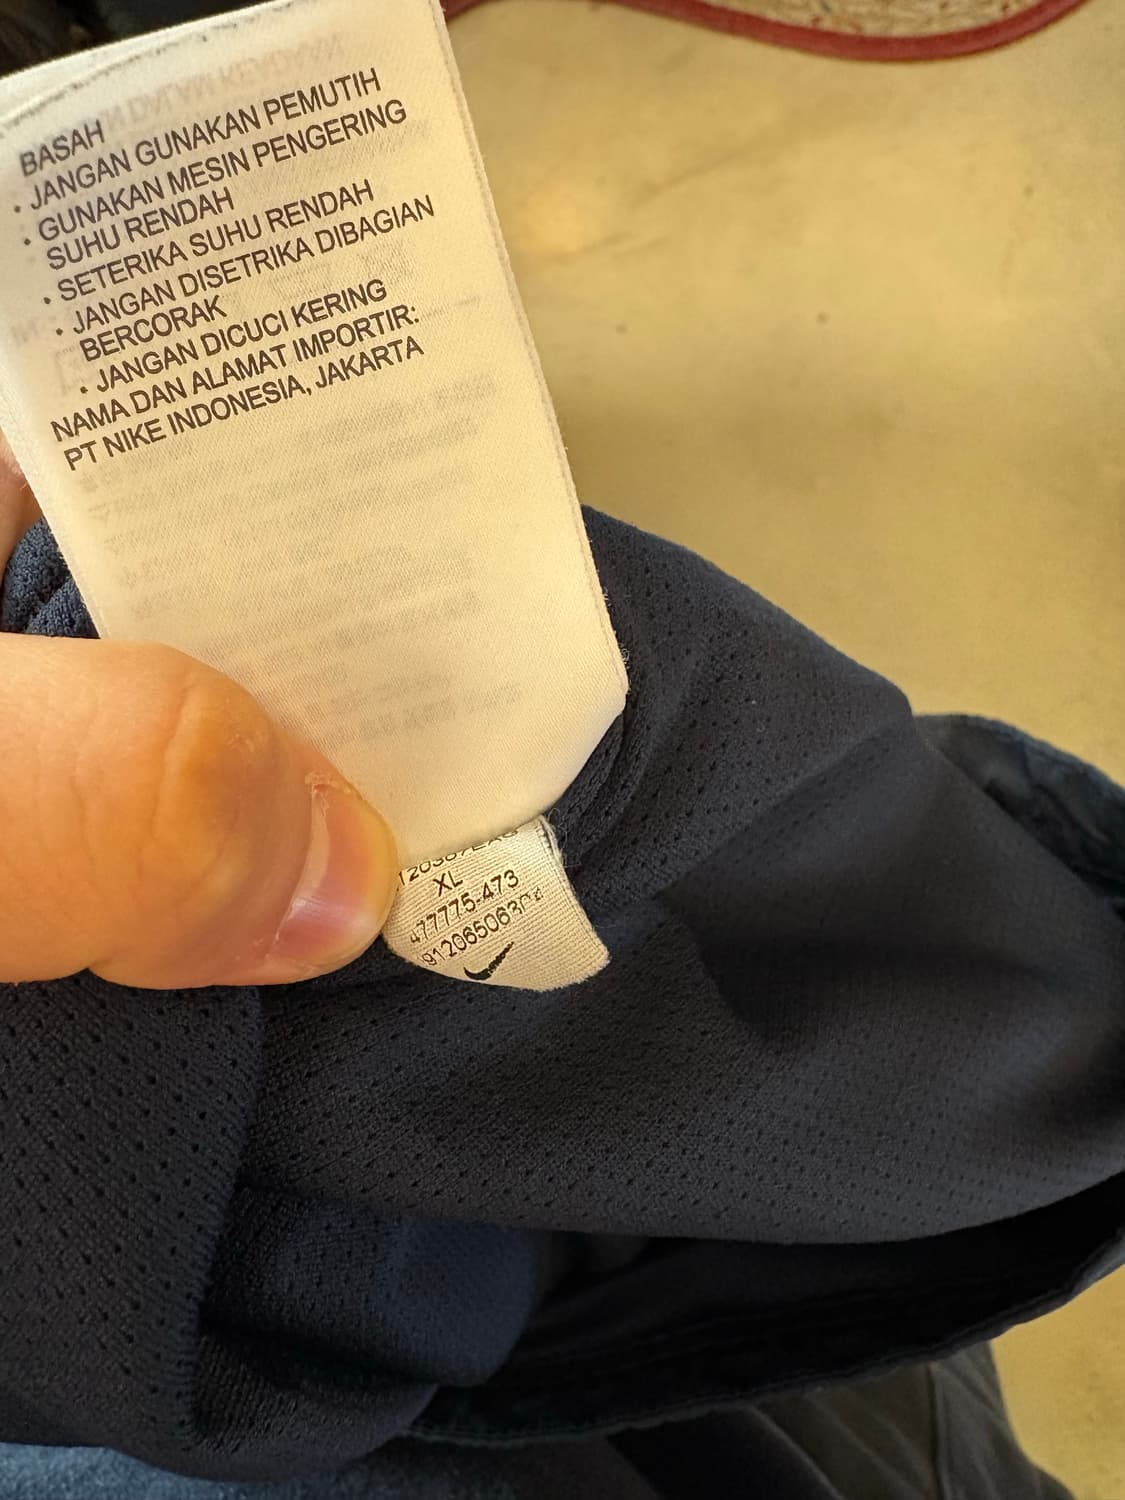 BASAH
• JANGAN GUNAKAN PEMUTIH
• GUNAKAN MESIN PENGERING
SUHU RENDAH
• SETERIKA SUHU RENDAH
• JANGAN DISETRIKA DIBAGIAN
BERCORAK
• JANGAN DICUCI KERING
NAMA DAN ALAMAT IMPORTIR:
PT NIKE INDONESIA, JAKARTA
XL
477775-473